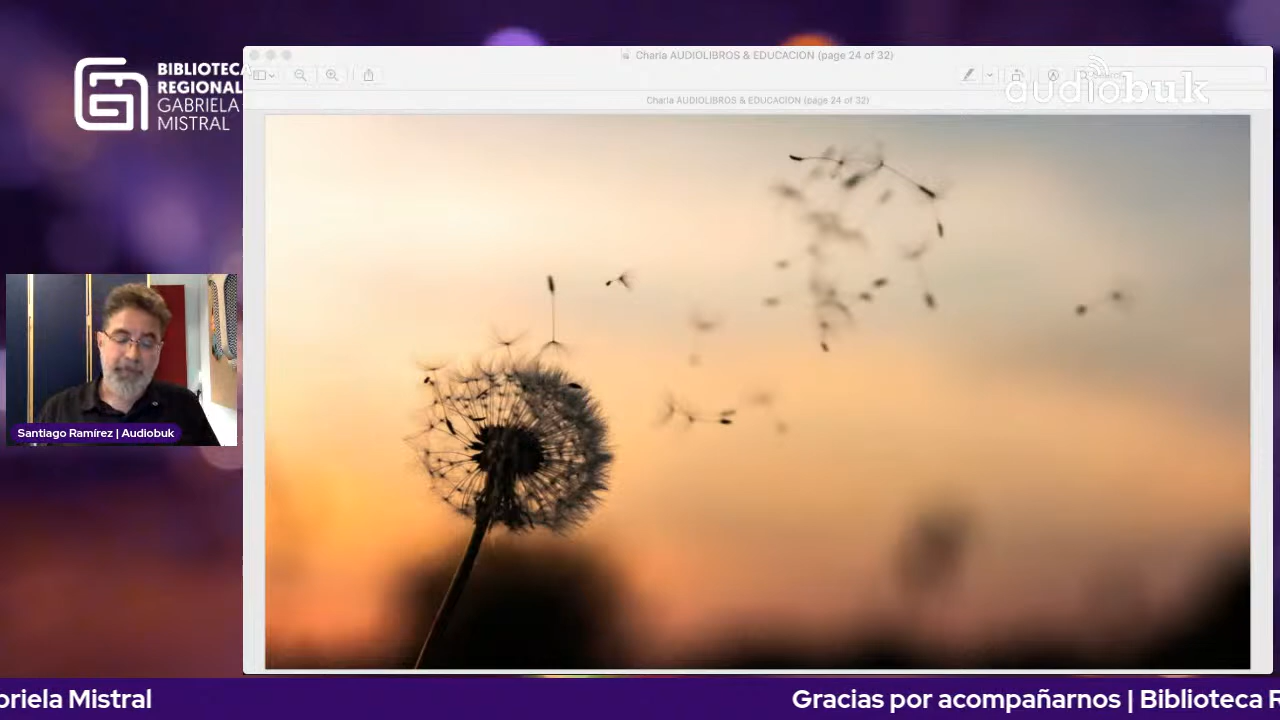 BIBLIOTECA
REGIONAL
GABRIELA
MISTRAL
Charla AUDIOLIBROS & EDUCACION (page 24 of 32)
audiobuk
Charla AUDIOLIBROS & EDUCACION (page 24 of 32)
Santiago Ramírez | Audiobuk
briela Mistral
Gracias por acompañarnos | Biblioteca R